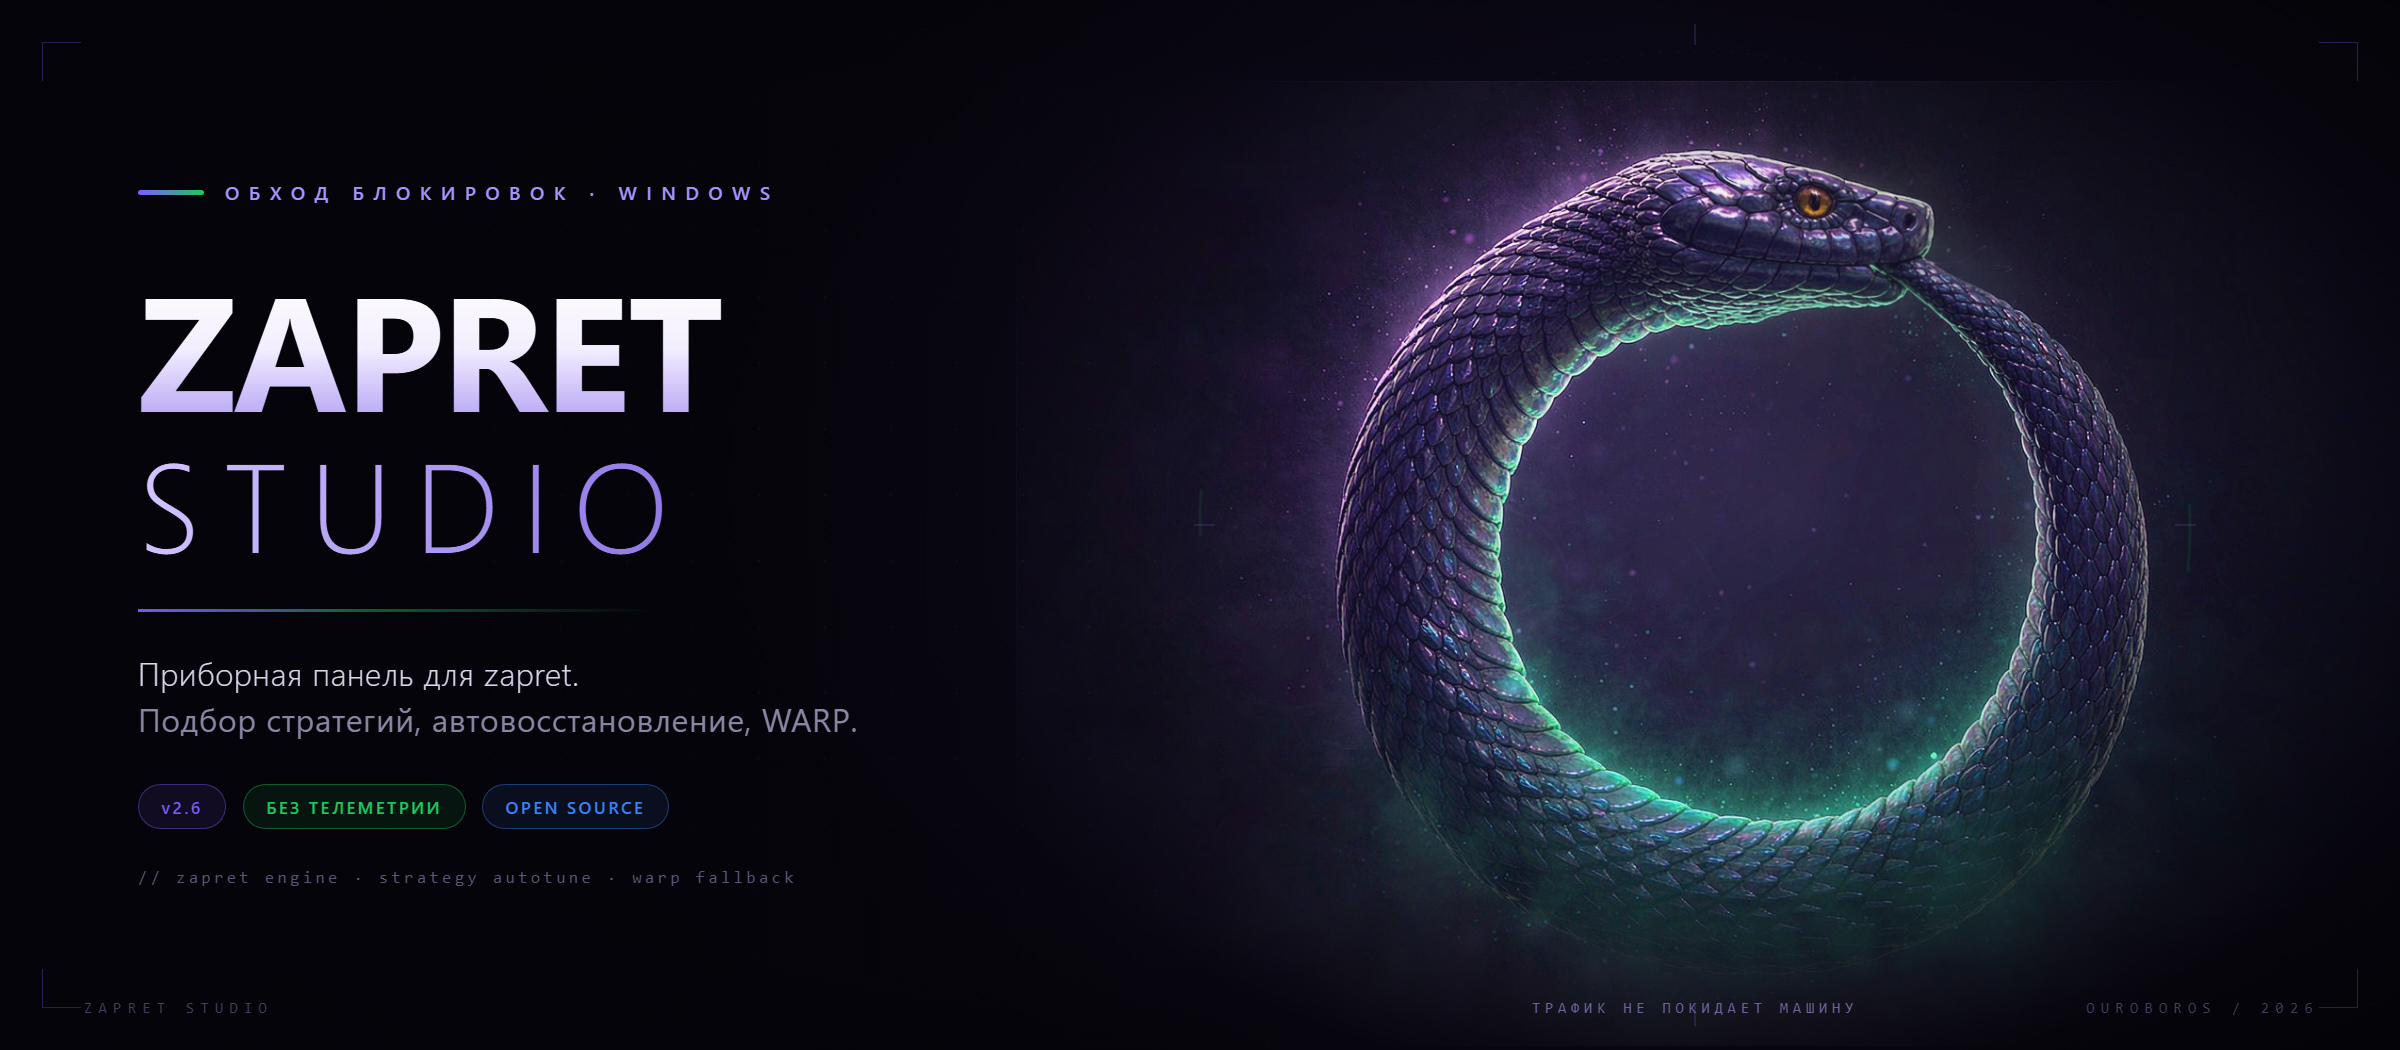 ОБХОД БЛОКИРОВОК · WINDOWS
ZAPRET
STUDIO
Приборная панель для zapret.
Подбор стратегий, автовосстановление, WARP.
v2.6
БЕЗ ТЕЛЕМЕТРИИ
OPEN SOURCE
// zapret engine · strategy autotune · warp fallback
ZAPRET STUDIO
ТРАФИК НЕ ПОКИДАЕТ МАШИНУ
OUROBOROS / 2026